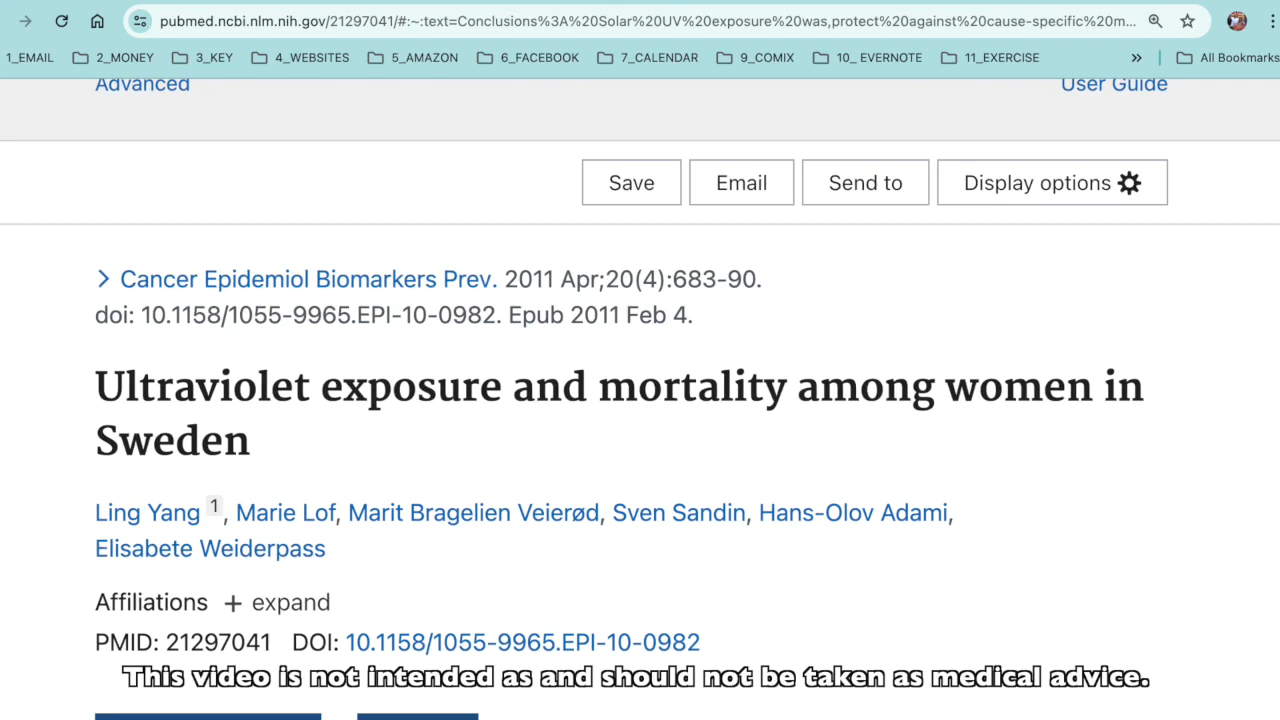 pubmed.ncbi.nlm.nih.gov/21297041/#:~:text=Conclusions%3A%20Solar%20UV%20exposure%20was,protect%20against%20cause-specific%20m...
1_EMAIL 2_MONEY 3_KEY 4_WEBSITES 5_AMAZON 6_FACEBOOK 7_CALENDAR 9_COMIX 10_ EVERNOTE 11_EXERCISE » All Bookmarks
Advanced User Guide
Save Email Send to Display options
> Cancer Epidemiol Biomarkers Prev. 2011 Apr;20(4):683-90.
doi: 10.1158/1055-9965.EPI-10-0982. Epub 2011 Feb 4.
Ultraviolet exposure and mortality among women in
Sweden
Ling Yang 1, Marie Lof, Marit Bragelien Veierød, Sven Sandin, Hans-Olov Adami,
Elisabete Weiderpass
Affiliations + expand
PMID: 21297041 DOI: 10.1158/1055-9965.EPI-10-0982
This video is not intended as and should not be taken as medical advice.